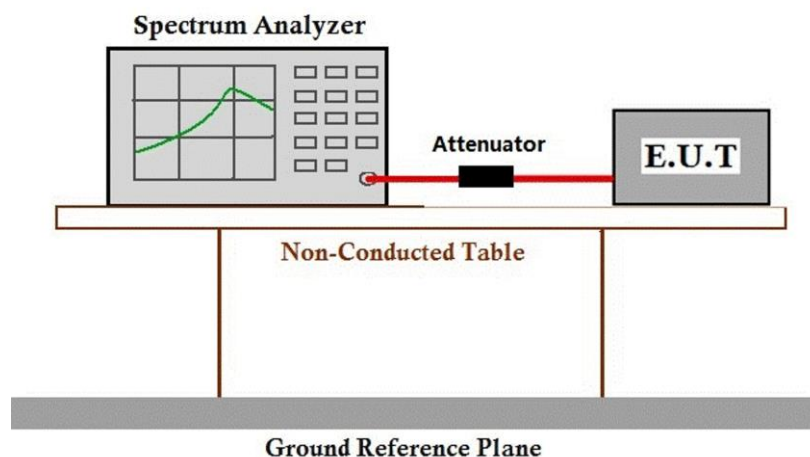 Spectrum Analyzer
Attenuator
E.U.T
Non-Conducted Table
Ground Reference Plane